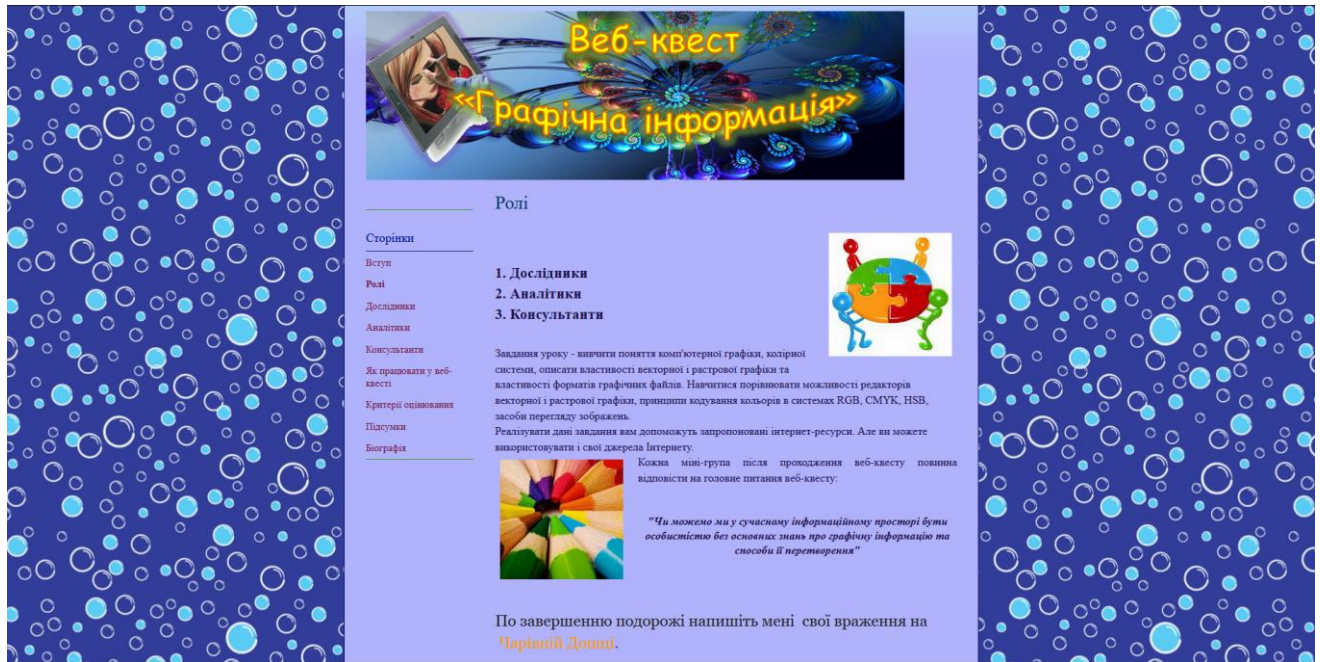 Веб-квест
«Графічна інформація»
Сторінки
Вступ
Ролі
Дослідники
Аналітики
Консультанти
Як працювати у веб-
квесті
Критерії оцінювання
Підсумки
Біографія
Ролі
1. Дослідники
2. Аналітики
3. Консультанти
Завдання уроку - вивчити поняття комп'ютерної графіки, колірної
системи, описати властивості векторної і растрової графіки та
властивості форматів графічних файлів. Навчитися порівнювати можливості редакторів
векторної і растрової графіки, принципи кодування кольорів в системах RGB, CMYK, HSB,
засоби перегляду зображень.
Реалізувати дані завдання вам допоможуть запропоновані інтернет-ресурси. Але ви можете
використовувати і свої джерела Інтернету.
Кожна міні-група після проходження веб-квесту повинна
відповісти на головне питання веб-квесту:
"Чи можемо ми у сучасному інформаційному просторі бути
особистістю без основних знань про графічну інформацію та
способи її перетворення"
По завершенню подорожі напишіть мені свої враження на
Чарівній Дошці.